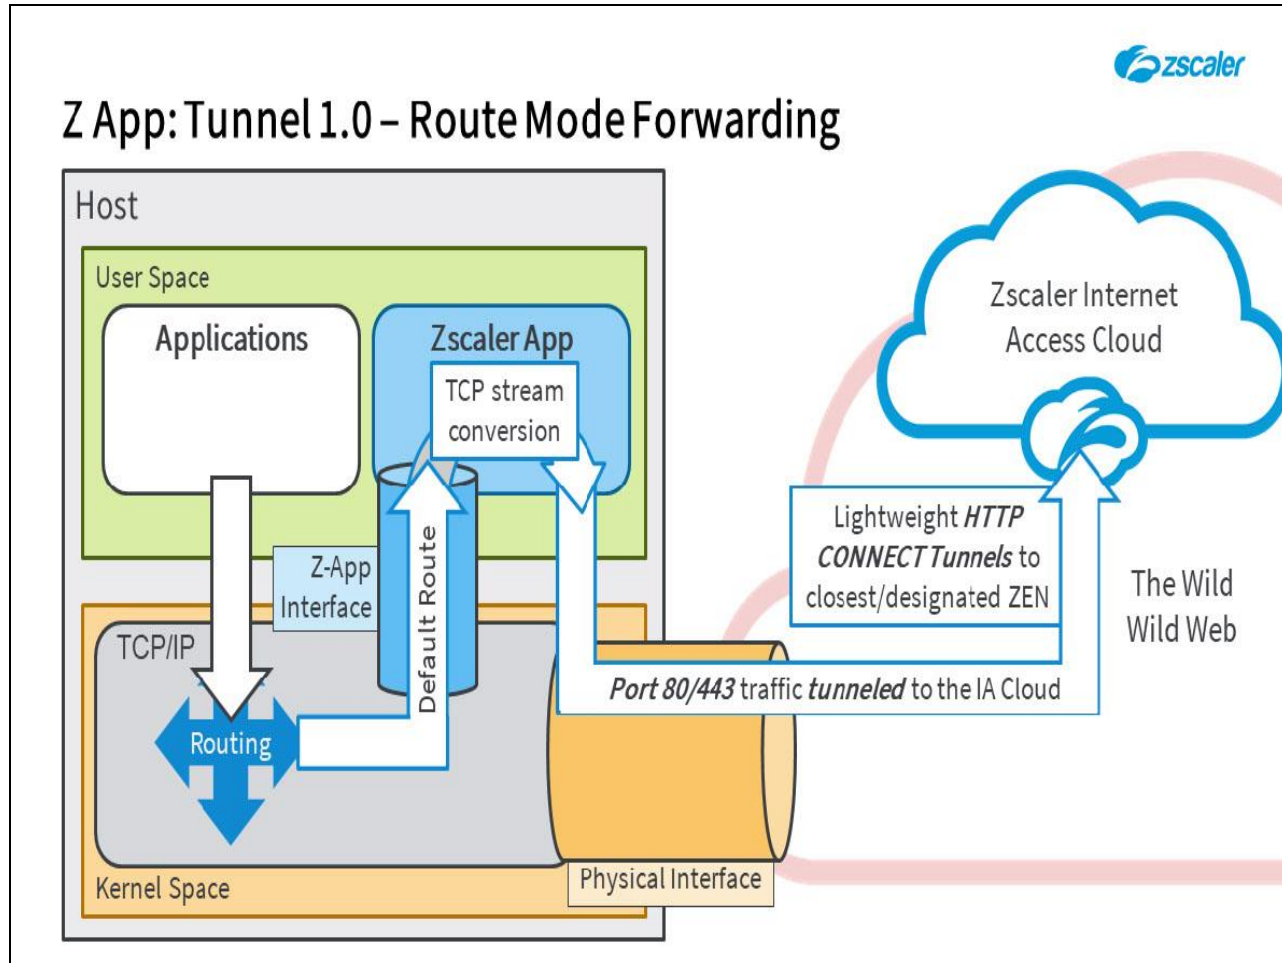 zscaler
Z App: Tunnel 1.0 – Route Mode Forwarding
Host
User Space
Applications
Zscaler App
TCP stream
conversion
Z-App
Interface
Default Route
TCP/IP
Routing
Kernel Space
Physical Interface
Zscaler Internet
Access Cloud
Lightweight HTTP
CONNECT Tunnels to
closest/designated ZEN
The Wild
Wild Web
Port 80/443 traffic tunneled to the IA Cloud